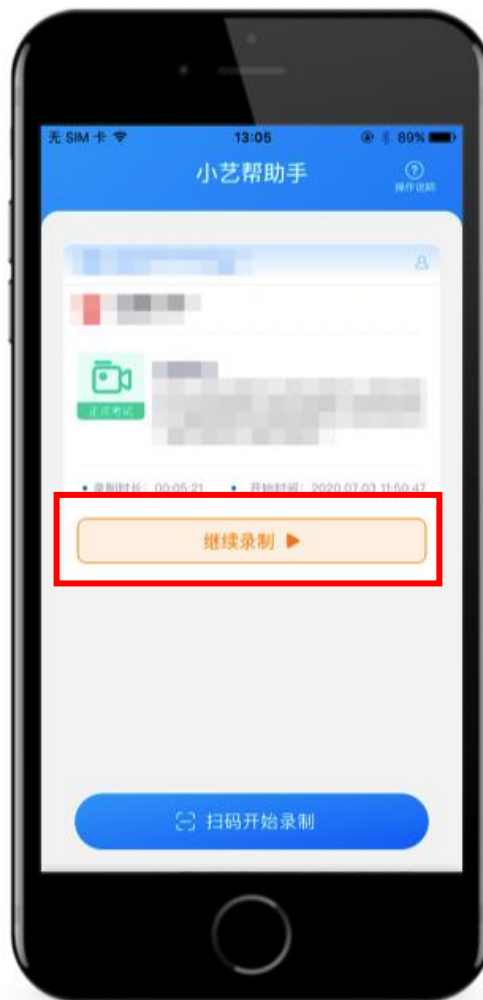 无 SIM 卡 13:05 89%
小艺帮助手
操作说明
正式考试
• 录制时长: 00:05:21 • 开始时间: 2020.07.03 11:50:47
继续录制
扫码开始录制